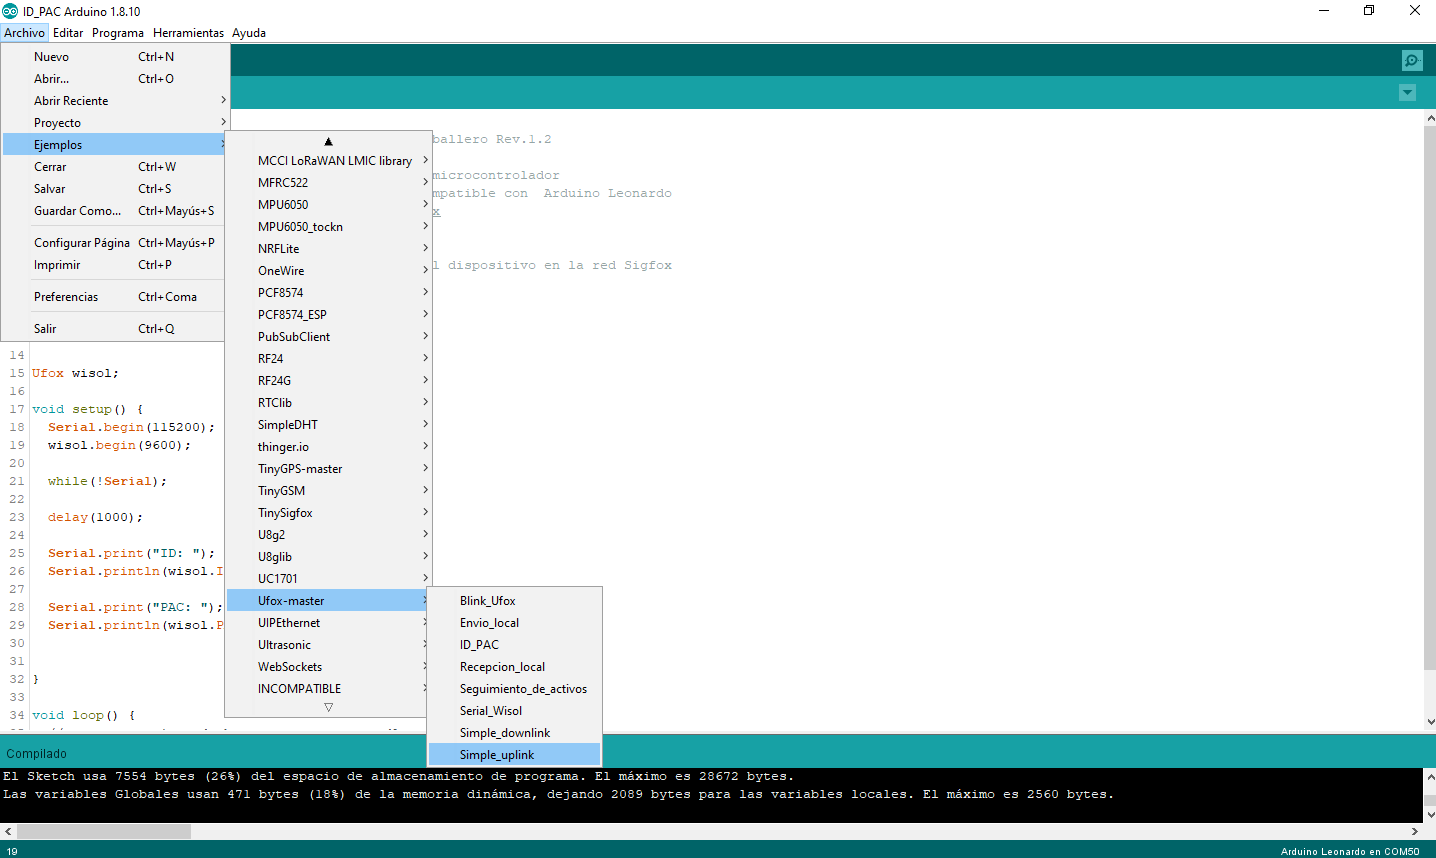 ID_PAC Arduino 1.8.10
Archivo Editar Programa Herramientas Ayuda
Nuevo Ctrl+N
Abrir... Ctrl+O
Abrir Reciente
Proyecto
Ejemplos
Cerrar Ctrl+W
Salvar Ctrl+S
Guardar Como... Ctrl+Mayús+S
Configurar Página Ctrl+Mayús+P
Imprimir Ctrl+P
Preferencias Ctrl+Coma
Salir Ctrl+Q
MCCI LoRaWAN LMIC library
MFRC522
MPU6050
MPU6050_tockn
NRFLite
OneWire
PCF8574
PCF8574_ESP
PubSubClient
RF24
RF24G
RTClib
SimpleDHT
thinger.io
TinyGPS-master
TinyGSM
TinySigfox
U8g2
U8glib
UC1701
Ufox-master
UIPEthernet
Ultrasonic
WebSockets
INCOMPATIBLE
Blink_Ufox
Envio_local
ID_PAC
Recepcion_local
Seguimiento_de_activos
Serial_Wisol
Simple_downlink
Simple_uplink
ballero Rev.1.2
microcontrolador
mpatible con Arduino Leonardo
x
l dispositivo en la red Sigfox
14
15 Ufox wisol;
16
17 void setup() {
18 Serial.begin(115200);
19 wisol.begin(9600);
20
21 while(!Serial);
22
23 delay(1000);
24
25 Serial.print("ID: ");
26 Serial.println(wisol.I
27
28 Serial.print("PAC: ");
29 Serial.println(wisol.P
30
31
32 }
33
34 void loop() {
Compilado
El Sketch usa 7554 bytes (26%) del espacio de almacenamiento de programa. El máximo es 28672 bytes.
Las variables Globales usan 471 bytes (18%) de la memoria dinámica, dejando 2089 bytes para las variables locales. El máximo es 2560 bytes.
19 Arduino Leonardo en COM50